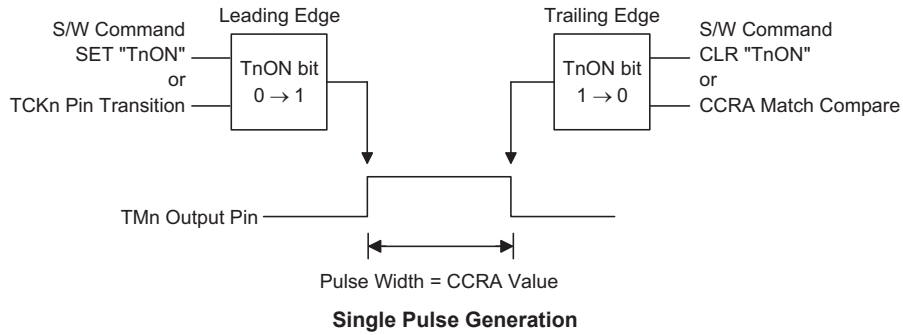 Leading Edge
S/W Command
SET "TnON"
or
TCKn Pin Transition
TnON bit
0 → 1
Trailing Edge
TnON bit
1 → 0
S/W Command
CLR "TnON"
or
CCRA Match Compare
TMn Output Pin
Pulse Width = CCRA Value
Single Pulse Generation